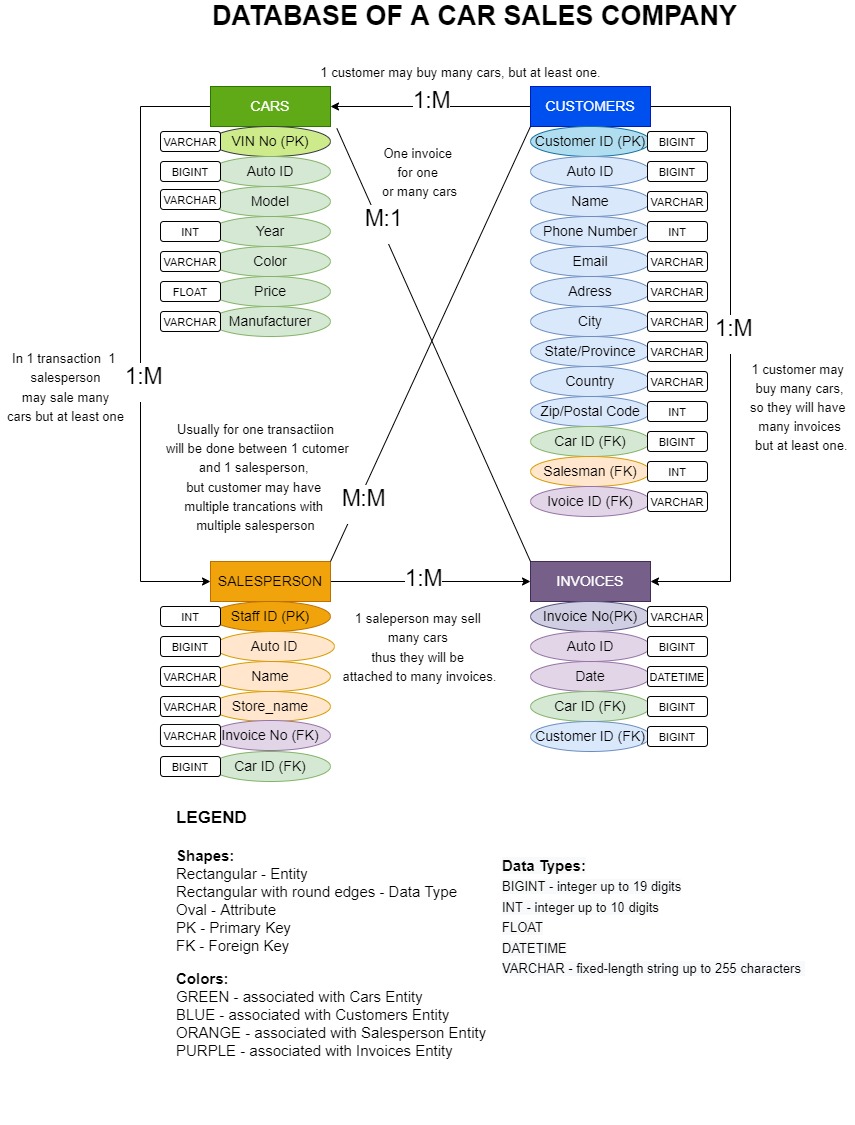 DATABASE OF A CAR SALES COMPANY
1 customer may buy many cars, but at least one.
CARS
1:M
CUSTOMERS
VARCHAR VIN No (PK)
BIGINT Auto ID
VARCHAR Model
INT Year
VARCHAR Color
FLOAT Price
VARCHAR Manufacturer
One invoice
for one
or many cars
M:1
Customer ID (PK) BIGINT
Auto ID BIGINT
Name VARCHAR
Phone Number INT
Email VARCHAR
Adress VARCHAR
City VARCHAR
State/Province VARCHAR
Country VARCHAR
Zip/Postal Code INT
Car ID (FK) BIGINT
Salesman (FK) INT
Ivoice ID (FK) VARCHAR
1:M
1 customer may
buy many cars,
so they will have
many invoices
but at least one.
In 1 transaction 1
salesperson
may sale many
cars but at least one
1:M
Usually for one transactiion
will be done between 1 cutomer
and 1 salesperson,
but customer may have
multiple trancations with
multiple salesperson
M:M
SALESPERSON
1:M
INVOICES
INT Staff ID (PK)
BIGINT Auto ID
VARCHAR Name
VARCHAR Store_name
VARCHAR Invoice No (FK)
BIGINT Car ID (FK)
1 saleperson may sell
many cars
thus they will be
attached to many invoices.
Invoice No(PK) VARCHAR
Auto ID BIGINT
Date DATETIME
Car ID (FK) BIGINT
Customer ID (FK) BIGINT
LEGEND
Shapes:
Rectangular - Entity
Rectangular with round edges - Data Type
Oval - Attribute
PK - Primary Key
FK - Foreign Key
Colors:
GREEN - associated with Cars Entity
BLUE - associated with Customers Entity
ORANGE - associated with Salesperson Entity
PURPLE - associated with Invoices Entity
Data Types:
BIGINT - integer up to 19 digits
INT - integer up to 10 digits
FLOAT
DATETIME
VARCHAR - fixed-length string up to 255 characters